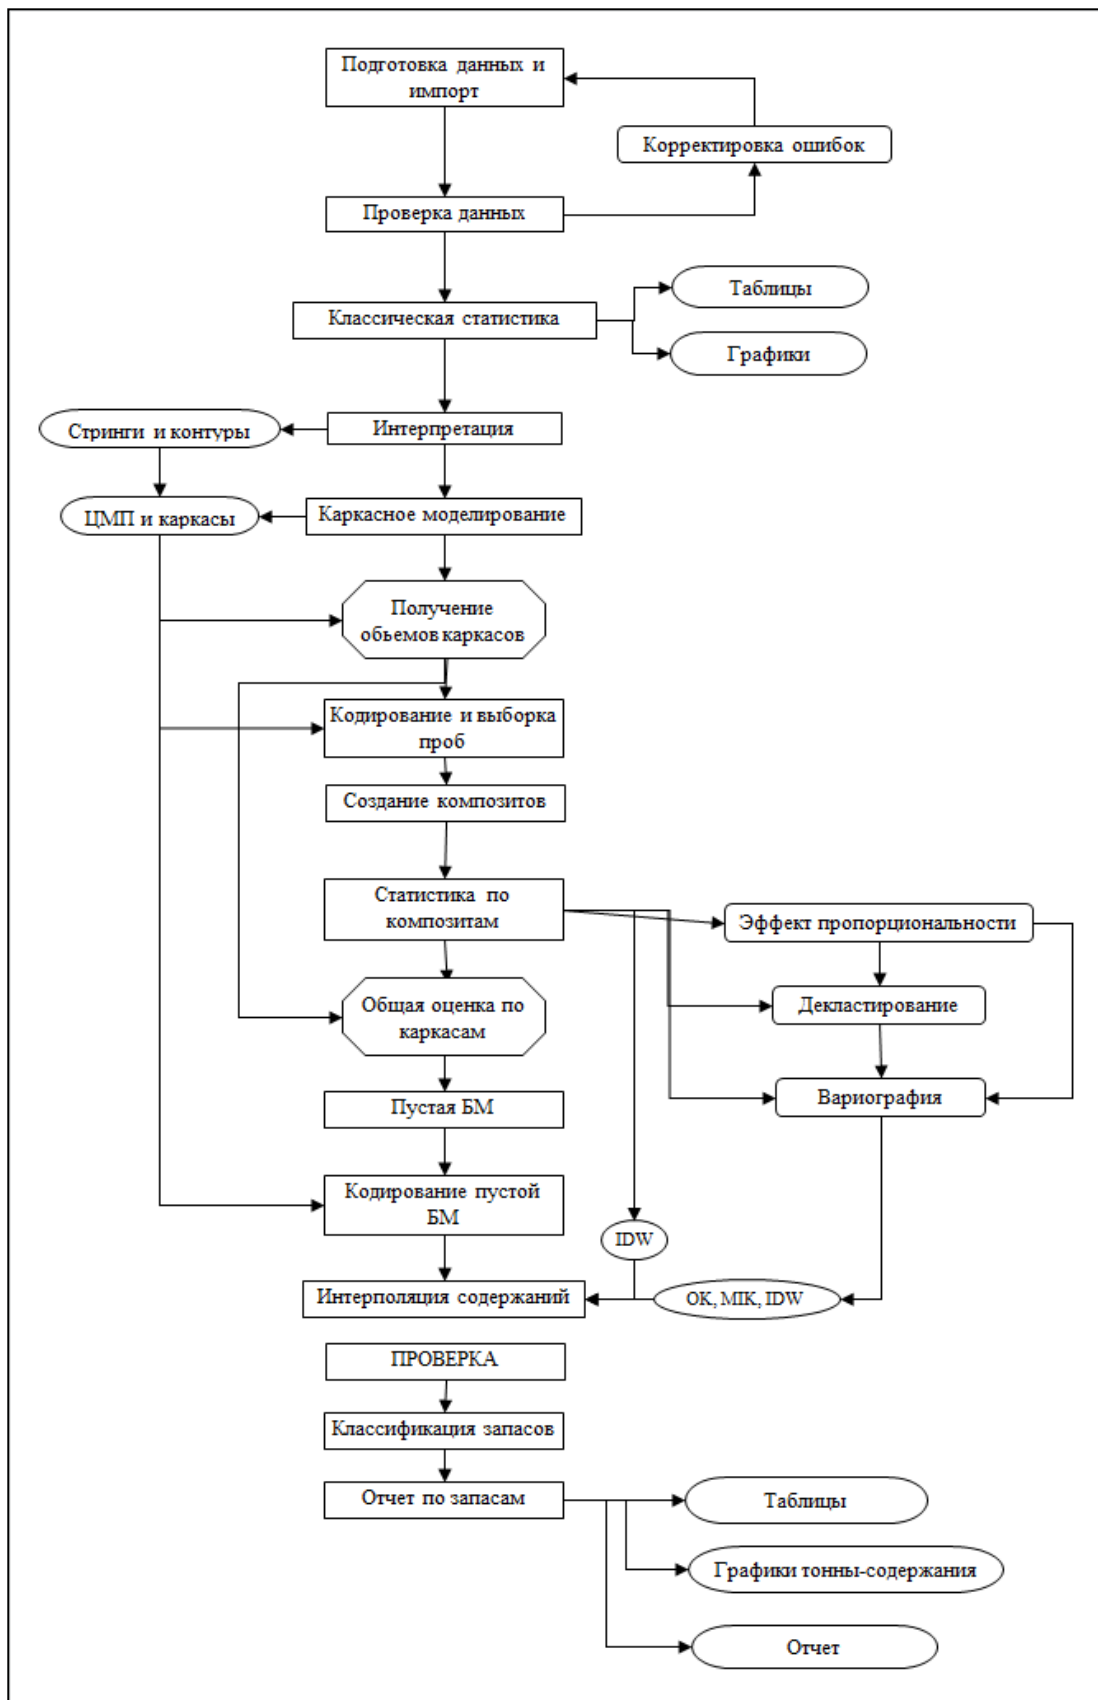 Подготовка данных и
импорт
Корректировка ошибок
Проверка данных
Таблицы
Классическая статистика
Графики
Стринги и контуры
Интерпретация
ЦМП и каркасы
Каркасное моделирование
Получение
обьемов каркасов
Кодирование и выборка
проб
Создание композитов
Статистика по
композитам
Эффект пропорциональности
Декластирование
Общая оценка по
каркасам
Вариография
Пустая БМ
Кодирование пустой
БМ
IDW
Интерполяция содержаний
OK, MIK, IDW
ПРОВЕРКА
Классификация запасов
Отчет по запасам
Таблицы
Графики тонны-содержания
Отчет